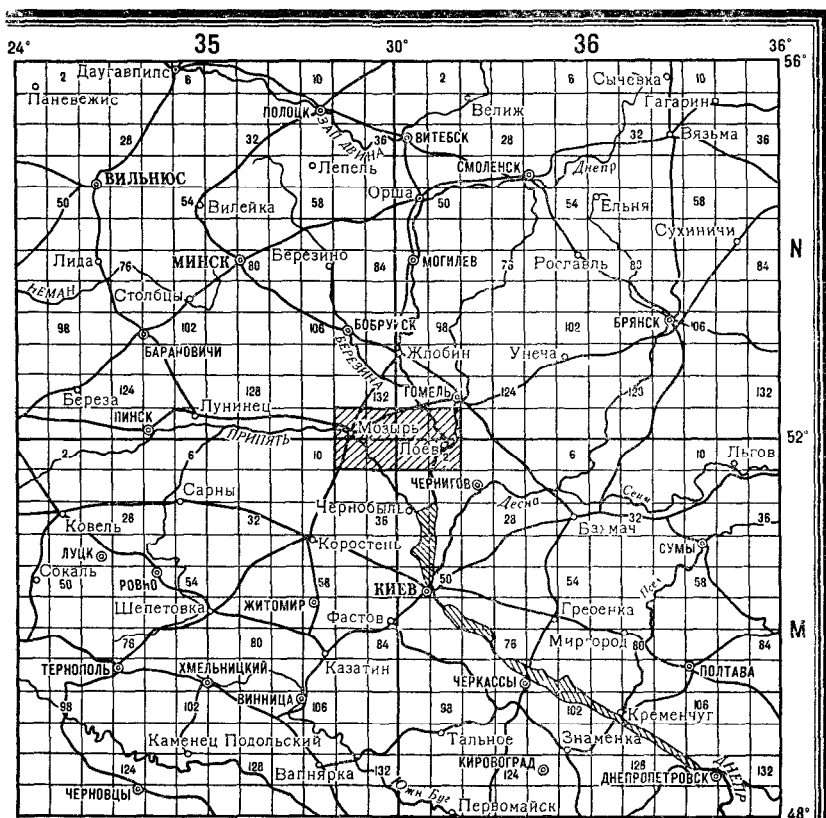 24° 35 30° 36 36°
56°
2 Даугавпилс 6 10 2 6 Сычевка 10
Паневежис Велиж Гагарин
ПОЛОЦК
ЗАП ДВИНА
28 32 36 ВИТЕБСК 28 32 Вязьма 36
Лепель СМОЛЕНСК Днепр
ВИЛЬНЮС
50 54 Вилейка 58 Орша 50 54 Ельня 58
Сухиничи
Лида 76 МИНСК 80 Березино 84 МОГИЛЕВ 76 Рославль 80 84
N
НЕМАН Столбцы
98 102 106 БОБРУЙСК 98 102 БРЯНСК 106
БАРАНОВИЧИ БЕРЕЗИНА Жлобин Унеча
Береза 124 128 132 ГОМЕЛЬ 124 128 132
ПИНСК Лунинец Мозырь
ПРИПЯТЬ 52°
2 6 10 Лоев 2 6 Льгов 10
Сарны ЧЕРНИГОВ Десна Сейм
Чернобыль
Ковель 28 32 36 28 Бахмач 32 36
ЛУЦК Коростень СУМЫ
Сокаль
50 РОВНО 54 58 КИЕВ 50 54 Псел 58
Шепетовка ЖИТОМИР Фастов Гребенка
M
76 80 84 76 Миргород 80 84
ТЕРНОПОЛЬ ХМЕЛЬНИЦКИЙ Казатин ЧЕРКАССЫ ПОЛТАВА
ВИННИЦА
98 102 106 98 102 Кременчуг 106
Каменец Подольский Тальное Знаменка
124 128 Вапнярка 132 КИРОВОГРАД 124 128 ДНЕПРОПЕТРОВСК 132
ЧЕРНОВЦЫ Южн Буг ДНЕПР
Первомайск 48°